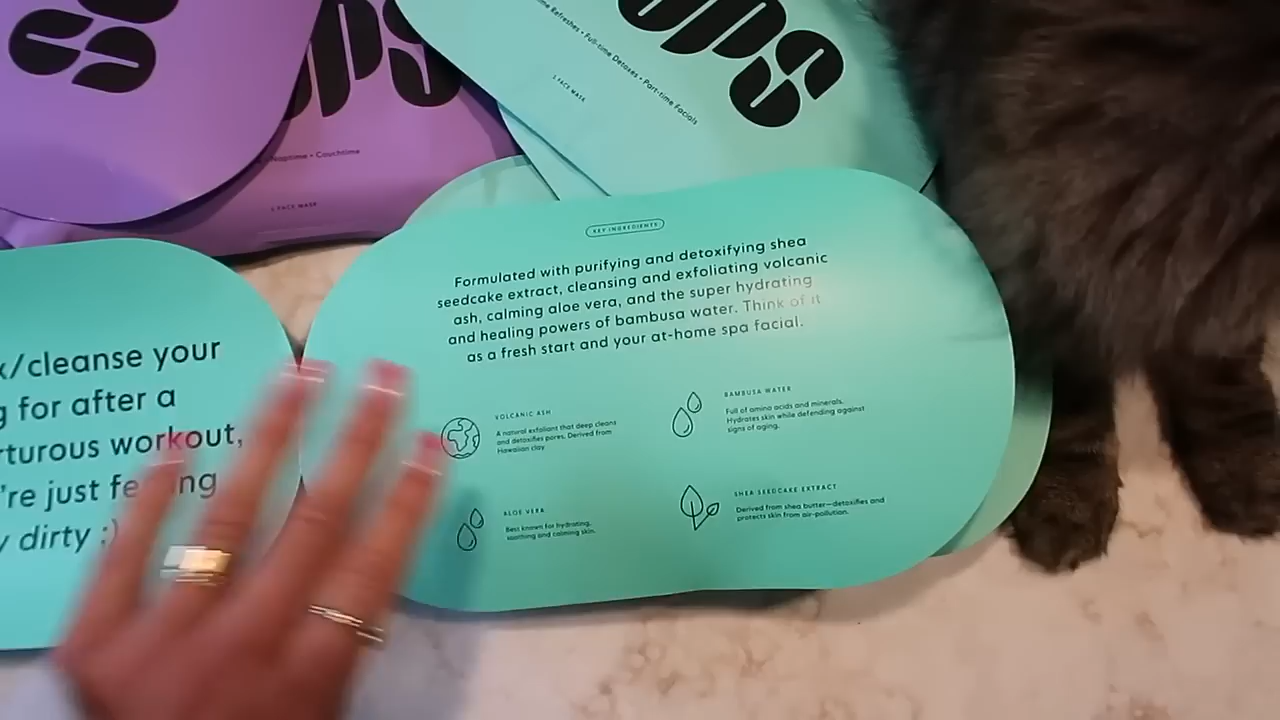 ps
Naptime • Couchtime
1 FACE MASK
ops
Refreshes • Full-time Detoxes • Part-time Facials
1 FACE MASK
/cleanse your
for after a
workout,
're just
dirty :)
KEY INGREDIENTS
Formulated with purifying and detoxifying shea
seedcake extract, cleansing and exfoliating volcanic
ash, calming aloe vera, and the super hydrating
and healing powers of bambusa water. Think of it
as a fresh start and your at-home spa facial.
VOLCANIC ASH
A natural exfoliant that deep cleans
and detoxifies pores. Derived from
Hawaiian clay
BAMBUSA WATER
Full of amino acids and minerals.
Hydrates skin while defending against
signs of aging.
ALOE VERA
Best known for hydrating,
soothing and calming skin.
SHEA SEEDCAKE EXTRACT
Derived from shea butter—detoxifies and
protects skin from air-pollution.